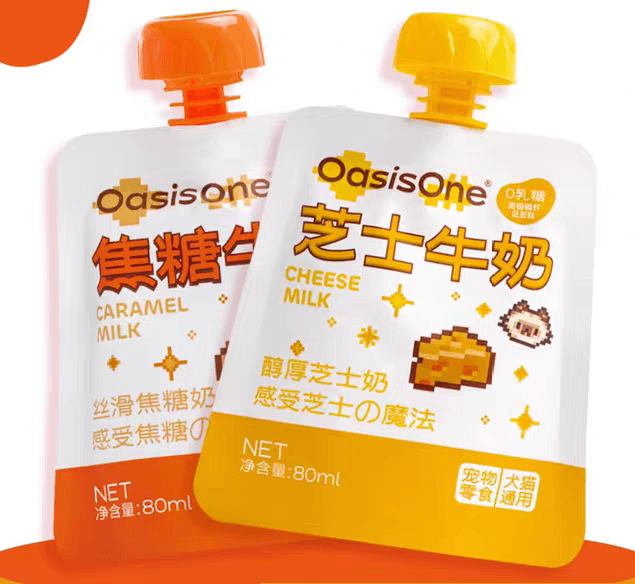 OasisOne
焦糖牛
CARAMEL
MILK
丝滑焦糖奶
感受焦糖の
NET
净含量:80ml
OasisOne®
0乳糖
芝士牛奶
CHEESE
MILK
醇厚芝士奶
感受芝士の魔法
NET
净含量:80ml
宠物
零食
犬猫
通用